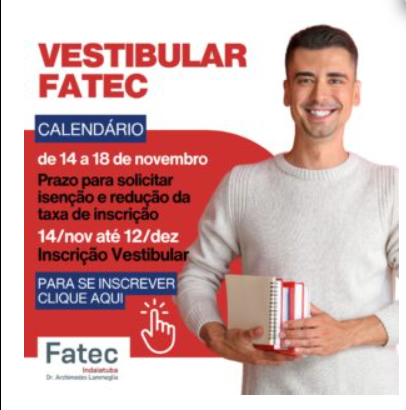 VESTIBULAR
FATEC
CALENDÁRIO
de 14 a 18 de novembro
Prazo para solicitar
isenção e redução da
taxa de inscrição
14/nov até 12/dez
Inscrição Vestibular
PARA SE INSCREVER
CLIQUE AQUI
Fatec
Indaiatuba
Dr. Archimedes Lammoglia